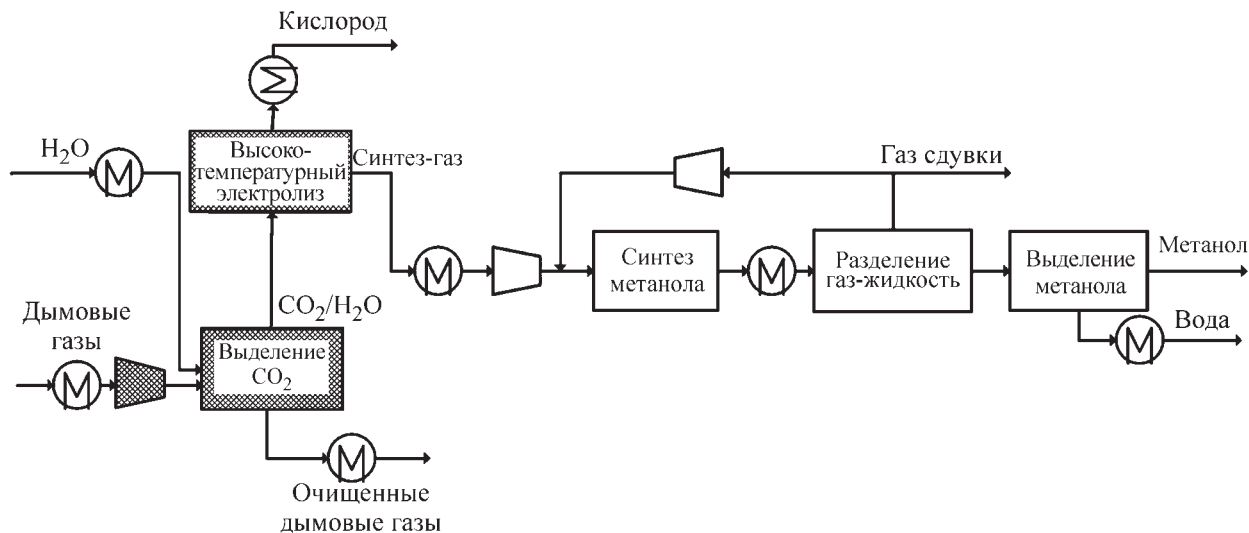 Кислород
H₂O
Высоко-
температурный
электролиз
Синтез-газ
Газ сдувки
CO₂/H₂O
Синтез
метанола
Разделение
газ-жидкость
Выделение
метанола
Метанол
Вода
Дымовые
газы
Выделение
CO₂
Очищенные
дымовые газы